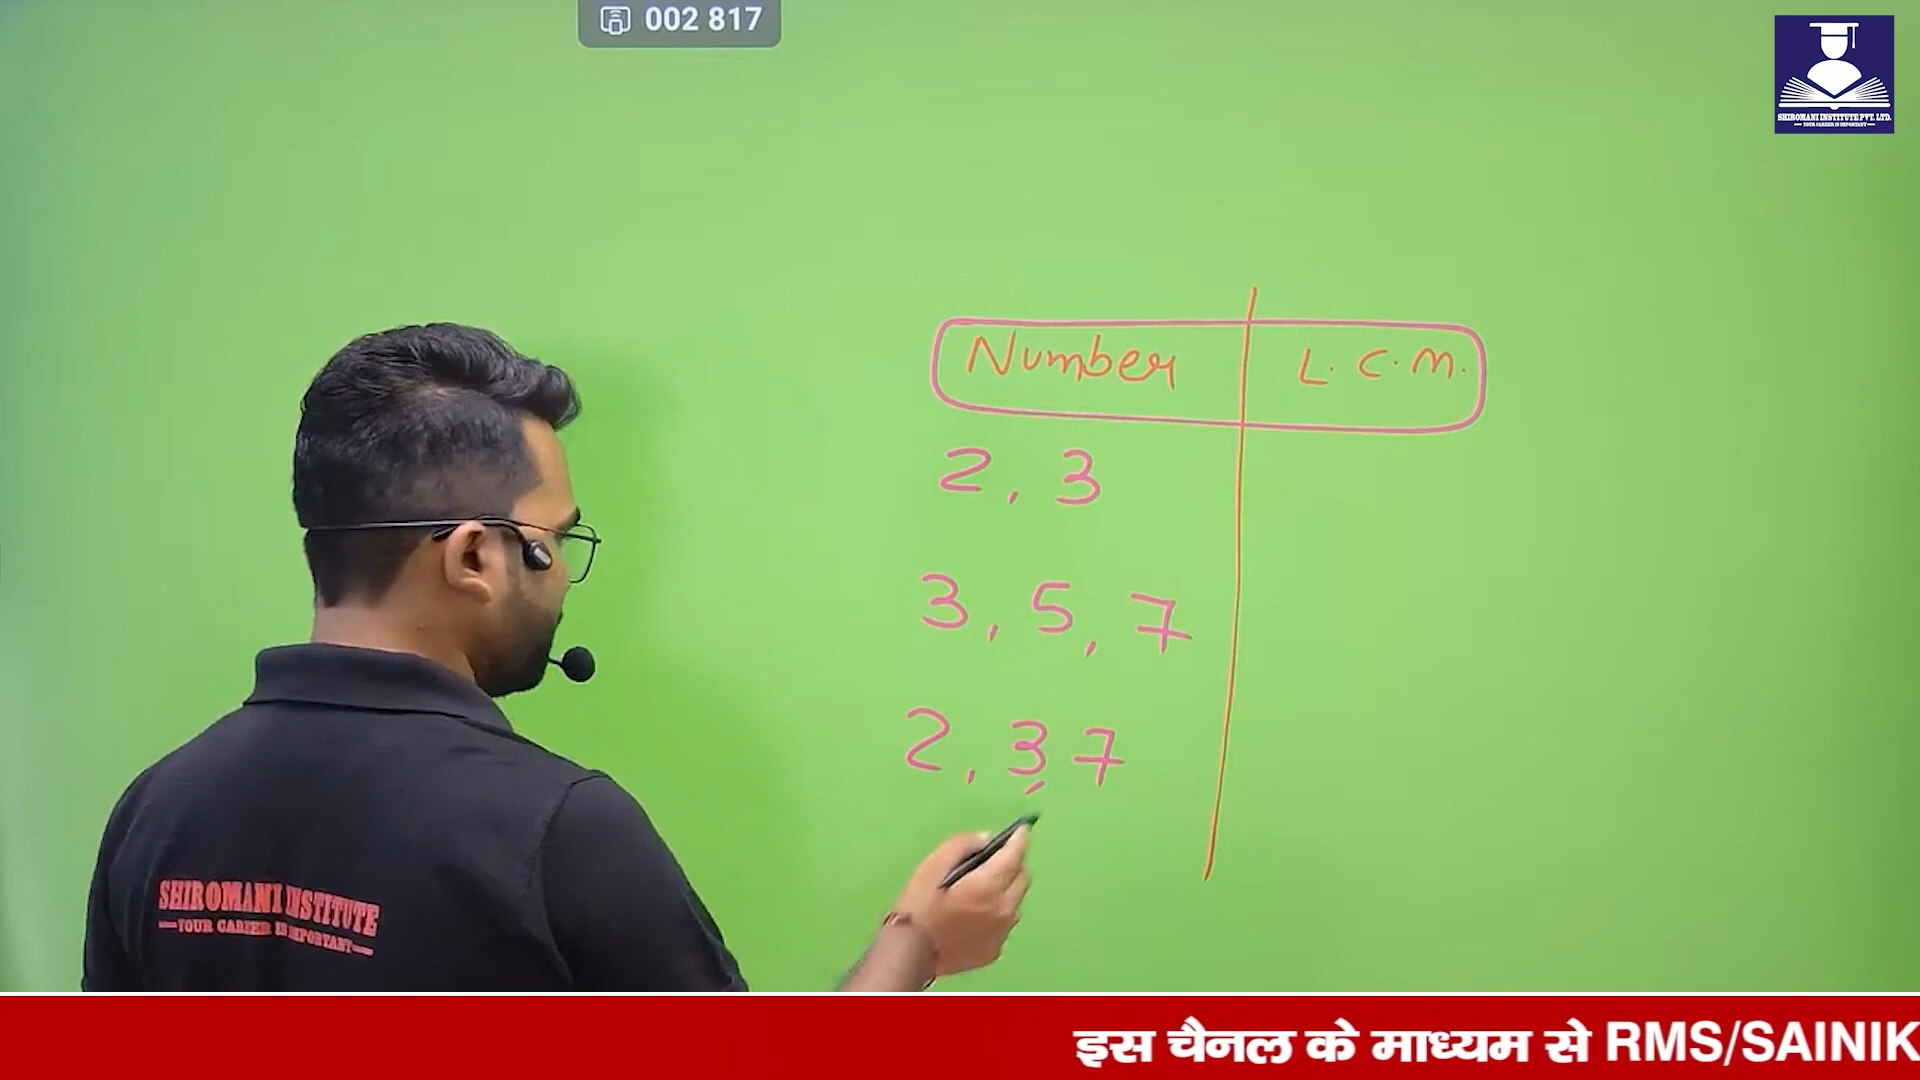 002 817
SHIROMANI INSTITUTE PVT. LTD.
YOUR CAREER IS IMPORTANT
Number L.C.M.
2, 3
3, 5, 7
2, 3, 7
SHIROMANI INSTITUTE
YOUR CAREER IS IMPORTANT
इस चैनल के माध्यम से RMS/SAINIK